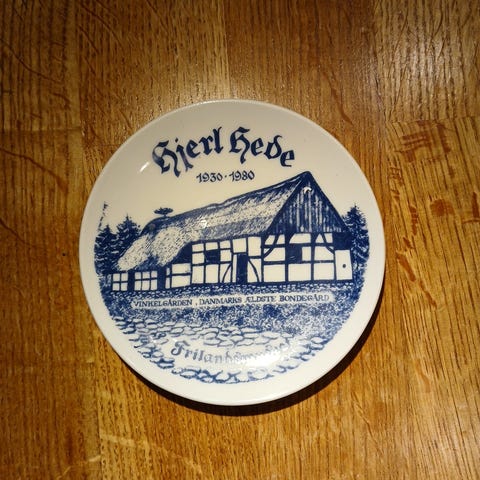 Hjerl Hede
1930 · 1980
VINKELGÅRDEN, DANMARKS ÆLDSTE BONDEGÅRD